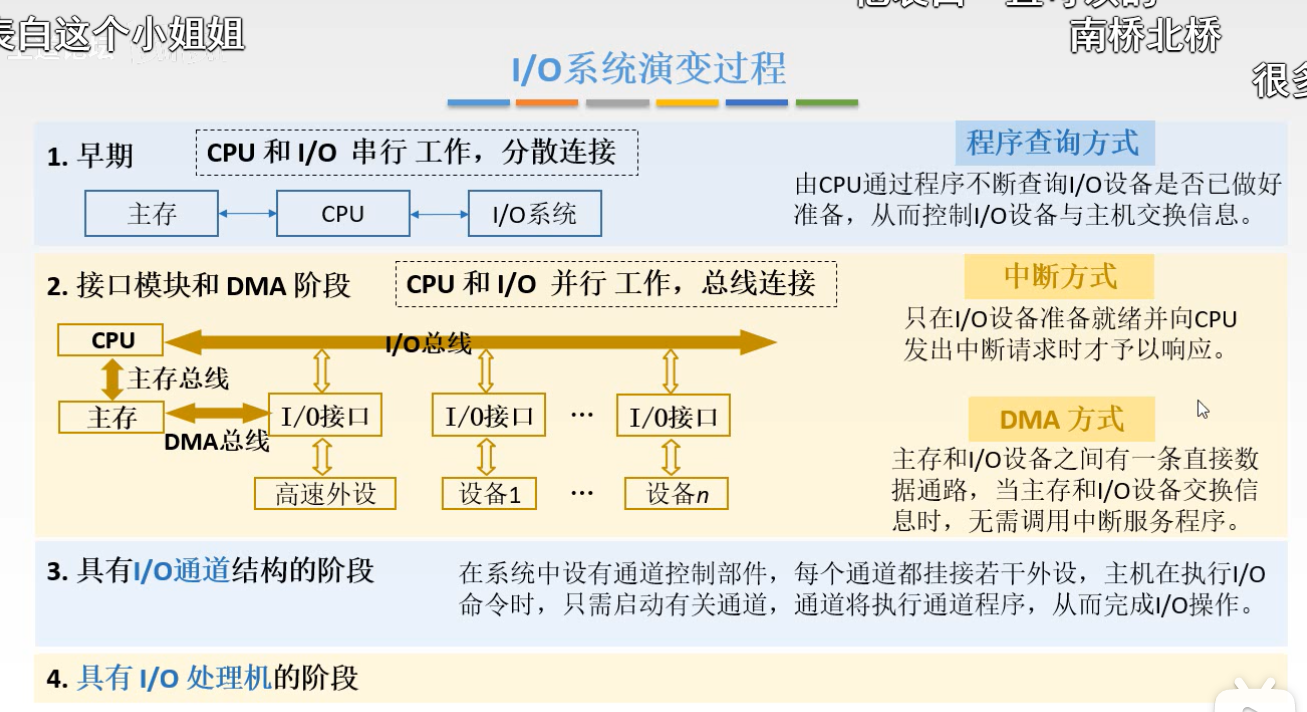 表白这个小姐姐
南桥北桥
很多
I/O系统演变过程
1. 早期
CPU 和 I/O 串行 工作，分散连接
主存
CPU
I/O系统
程序查询方式
由CPU通过程序不断查询I/O设备是否已做好
准备，从而控制I/O设备与主机交换信息。
2. 接口模块和 DMA 阶段
CPU 和 I/O 并行 工作，总线连接
CPU
I/O总线
主存总线
主存
DMA总线
I/O接口
I/O接口
...
I/O接口
高速外设
设备1
...
设备n
中断方式
只在I/O设备准备就绪并向CPU
发出中断请求时才予以响应。
DMA 方式
主存和I/O设备之间有一条直接数
据通路，当主存和I/O设备交换信
息时，无需调用中断服务程序。
3. 具有I/O通道结构的阶段
在系统中设有通道控制部件，每个通道都挂接若干外设，主机在执行I/O
命令时，只需启动有关通道，通道将执行通道程序，从而完成I/O操作。
4. 具有 I/O 处理机的阶段